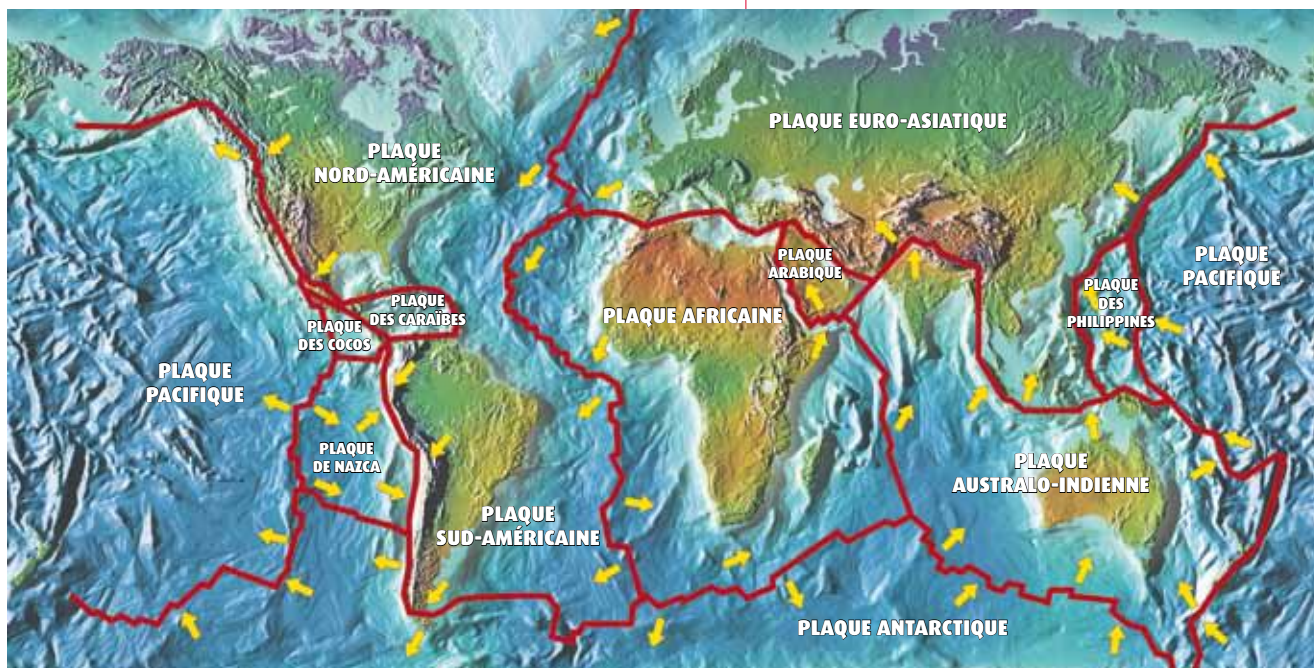 PLAQUE EURO-ASIATIQUE
PLAQUE
NORD-AMÉRICAINE
PLAQUE
PACIFIQUE
PLAQUE
ARABIQUE
PLAQUE
DES
PHILIPPINES
PLAQUE
DES CARAÏBES
PLAQUE AFRICAINE
PLAQUE
DES COCOS
PLAQUE
PACIFIQUE
PLAQUE
DE NAZCA
PLAQUE
AUSTRALO-INDIENNE
PLAQUE
SUD-AMÉRICAINE
PLAQUE ANTARCTIQUE